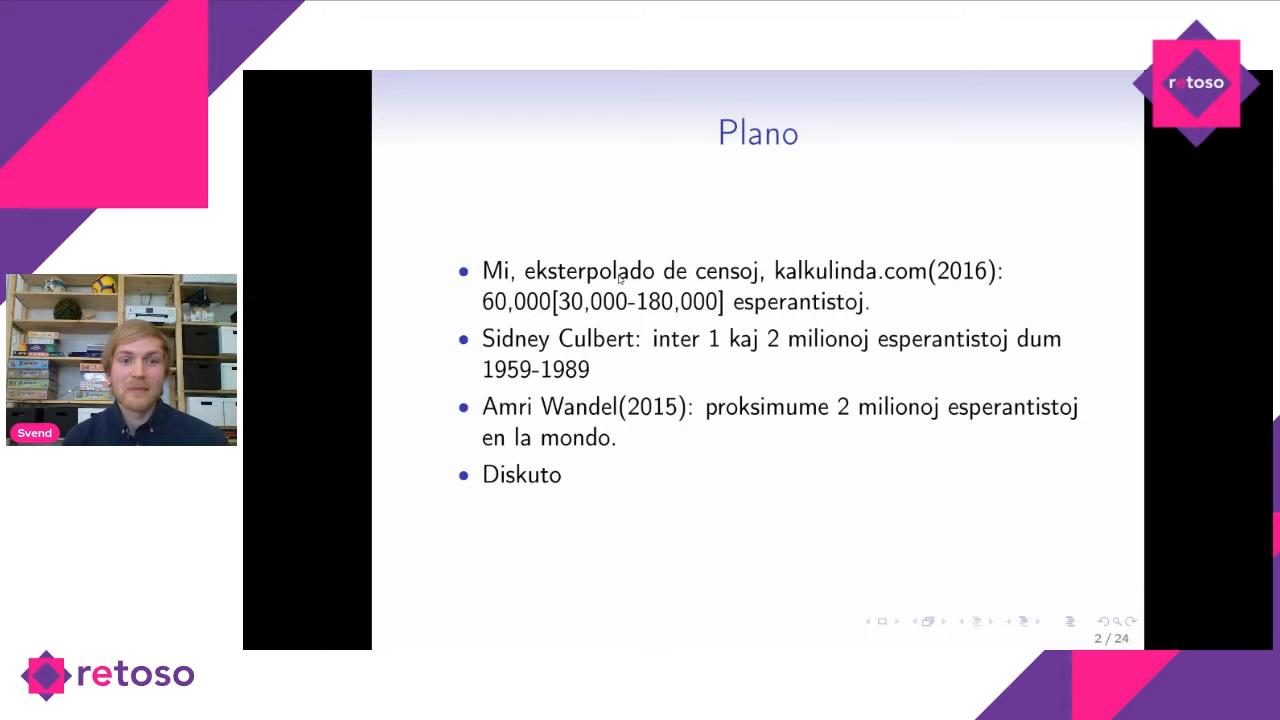 retoso
Plano
Mi, eksterpolado de censoj, kalkulinda.com(2016):
60,000[30,000-180,000] esperantistoj.
Sidney Culbert: inter 1 kaj 2 milionoj esperantistoj dum
1959-1989
Amri Wandel(2015): proksimume 2 milionoj esperantistoj
en la mondo.
Diskuto
Svend
2 / 24
retoso